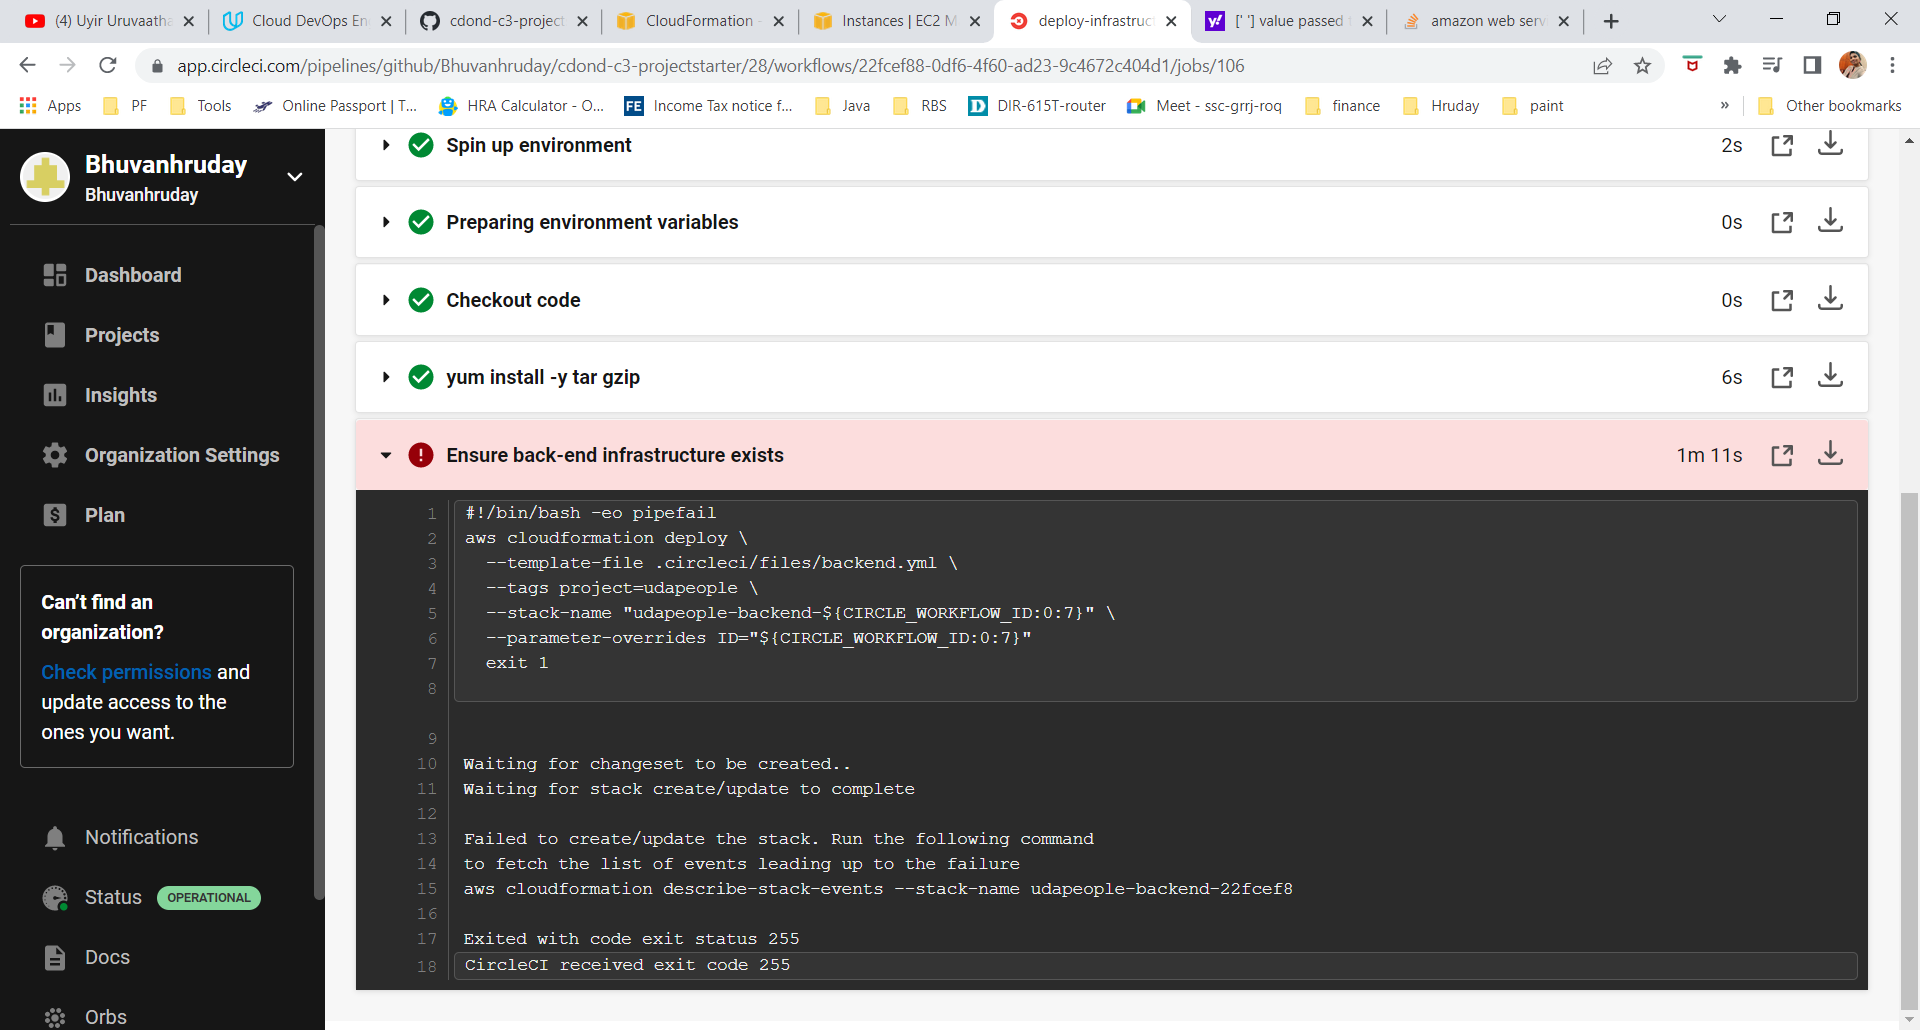 (4) Uyir Uruvaatha
Cloud DevOps En
cdond-c3-project
CloudFormation -
Instances | EC2 M
deploy-infrastruc
[' '] value passed t
amazon web serv
app.circleci.com/pipelines/github/Bhuvanhruday/cdond-c3-projectstarter/28/workflows/22fcef88-0df6-4f60-ad23-9c4672c404d1/jobs/106
Apps
PF
Tools
Online Passport | T...
HRA Calculator - O...
FE
Income Tax notice f...
Java
RBS
D
DIR-615T-router
Meet - ssc-grrj-roq
finance
Hruday
paint
»
Other bookmarks
Bhuvanhruday
Bhuvanhruday
Dashboard
Projects
Insights
Organization Settings
Plan
Can't find an
organization?
Check permissions and
update access to the
ones you want.
Notifications
Status OPERATIONAL
Docs
Orbs
Spin up environment 2s
Preparing environment variables 0s
Checkout code 0s
yum install -y tar gzip 6s
Ensure back-end infrastructure exists 1m 11s
1 #!/bin/bash -eo pipefail
2 aws cloudformation deploy \
3 --template-file .circleci/files/backend.yml \
4 --tags project=udapeople \
5 --stack-name "udapeople-backend-${CIRCLE_WORKFLOW_ID:0:7}" \
6 --parameter-overrides ID="${CIRCLE_WORKFLOW_ID:0:7}"
7 exit 1
8
9
10 Waiting for changeset to be created..
11 Waiting for stack create/update to complete
12
13 Failed to create/update the stack. Run the following command
14 to fetch the list of events leading up to the failure
15 aws cloudformation describe-stack-events --stack-name udapeople-backend-22fcef8
16
17 Exited with code exit status 255
18 CircleCI received exit code 255